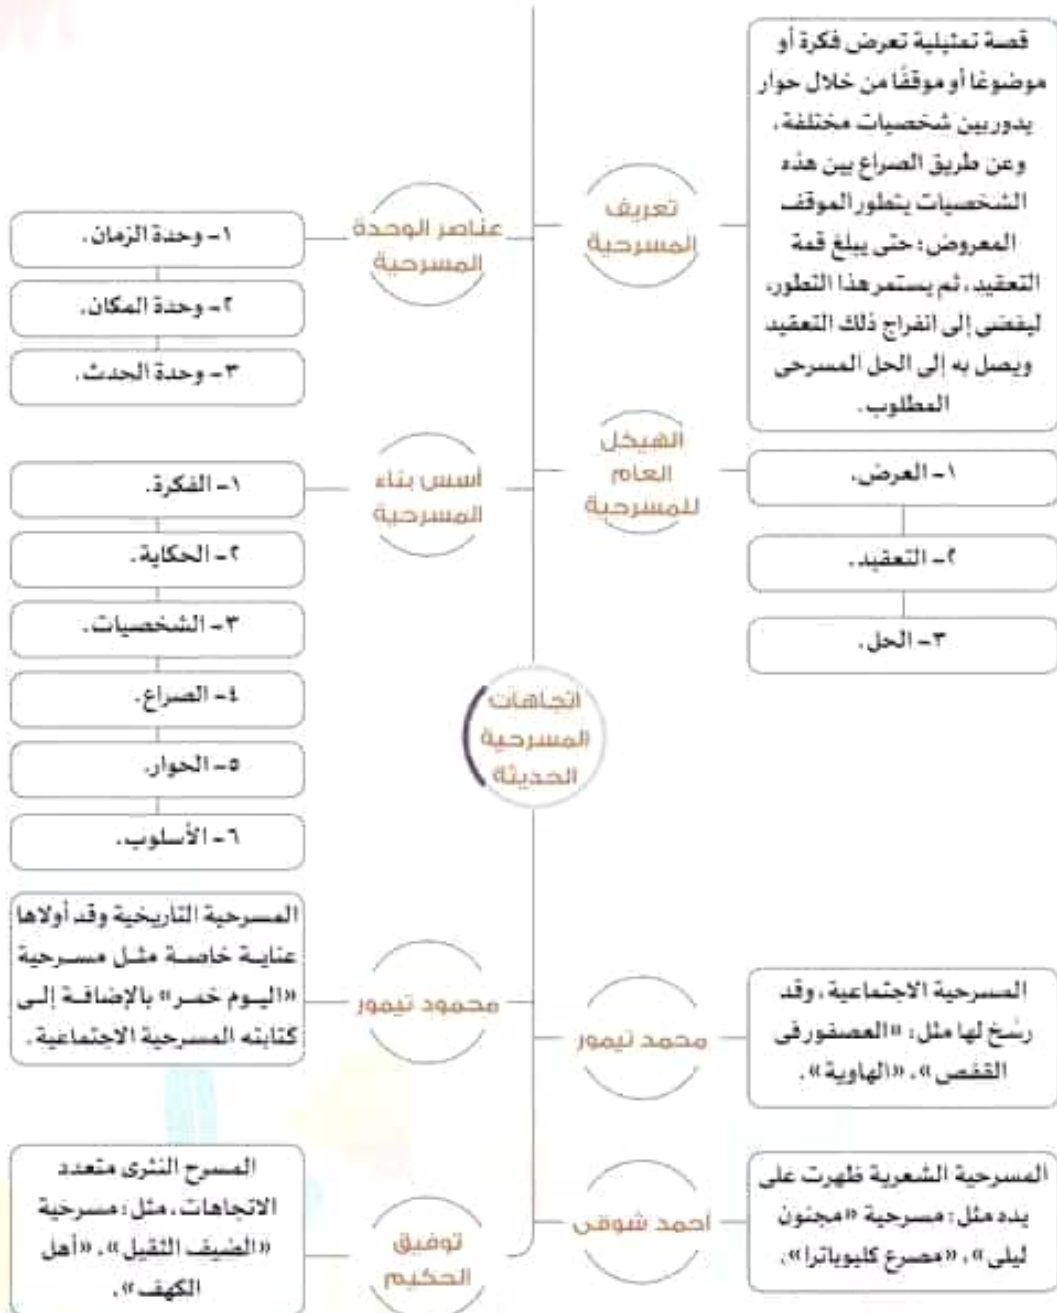 تعريف
المسرحية
قصة تمثيلية تعرض فكرة أو
موضوعًا أو موقفًا من خلال حوار
يدور بين شخصيات مختلفة،
وعن طريق الصراع بين هذه
الشخصيات يتطور الموقف
المعروض؛ حتى يبلغ قمة
التعقيد، ثم يستمر هذا التطور،
ليفضى إلى انفراج ذلك التعقيد
ويصل به إلى الحل المسرحى
المطلوب.
عناصر الوحدة
المسرحية
١- وحدة الزمان.
٢- وحدة المكان.
٣- وحدة الحدث.
الهيكل
العام
للمسرحية
١- العرض.
٢- التعقيد.
٣- الحل.
أسس بناء
المسرحية
١- الفكرة.
٢- الحكاية.
٣- الشخصيات.
٤- الصراع.
٥- الحوار.
٦- الأسلوب.
اتجاهات
المسرحية
الحديثة
محمد تيمور
المسرحية الاجتماعية، وقد
رسّخ لها مثل: «العصفور فى
القفص»، «الهاوية».
محمود تيمور
المسرحية التاريخية وقد أولاها
عناية خاصة مثل مسرحية
«اليوم خمر» بالإضافة إلى
كتابته المسرحية الاجتماعية.
أحمد شوقى
المسرحية الشعرية ظهرت على
يده مثل: مسرحية «مجنون
ليلى»، «مصرع كليوباترا».
توفيق
الحكيم
المسرح النثرى متعدد
الاتجاهات، مثل: مسرحية
«الضيف الثقيل»، «أهل
الكهف».